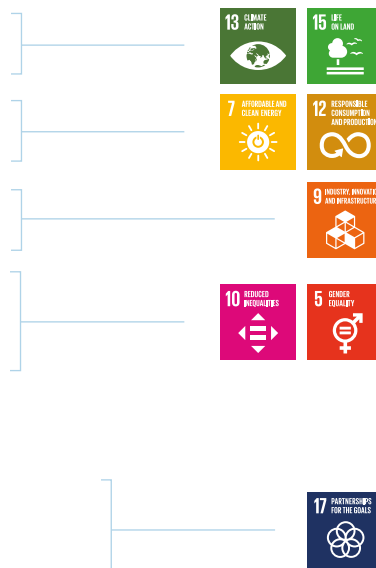 13 CLIMATE
ACTION
15 LIFE
ON LAND
7 AFFORDABLE AND
CLEAN ENERGY
12 RESPONSIBLE
CONSUMPTION
AND PRODUCTION
9 INDUSTRY, INNOVATIO
AND INFRASTRUCTURE
10 REDUCED
INEQUALITIES
5 GENDER
EQUALITY
17 PARTNERSHIPS
FOR THE GOALS